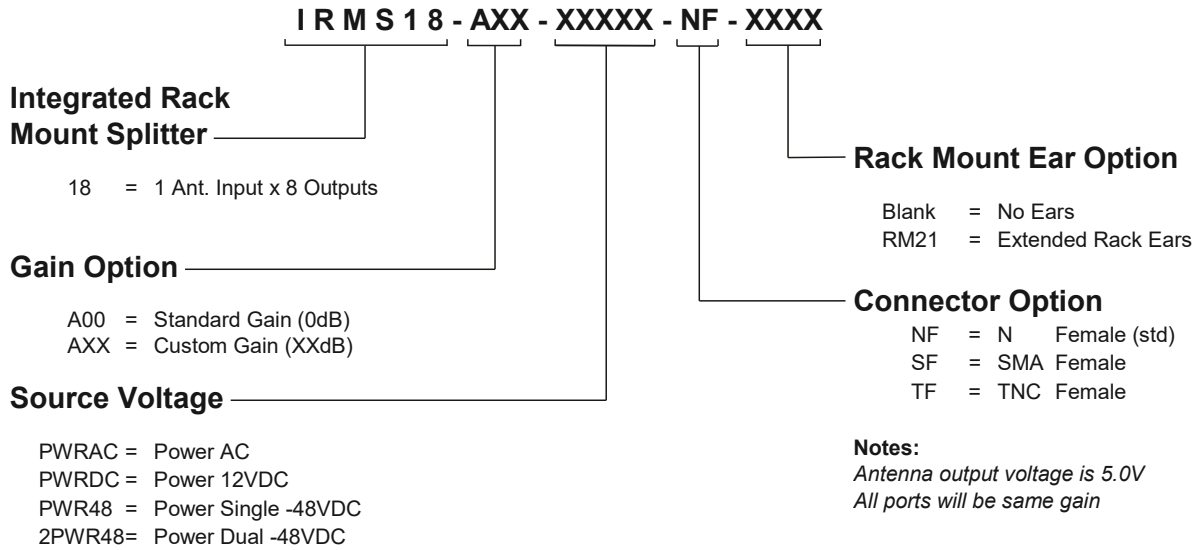 I R M S 1 8 - AXX - XXXXX - NF - XXXX
Integrated Rack
Mount Splitter
18 = 1 Ant. Input x 8 Outputs
Gain Option
A00 = Standard Gain (0dB)
AXX = Custom Gain (XXdB)
Source Voltage
PWRAC = Power AC
PWRDC = Power 12VDC
PWR48 = Power Single -48VDC
2PWR48= Power Dual -48VDC
Rack Mount Ear Option
Blank = No Ears
RM21 = Extended Rack Ears
Connector Option
NF = N Female (std)
SF = SMA Female
TF = TNC Female
Notes:
Antenna output voltage is 5.0V
All ports will be same gain